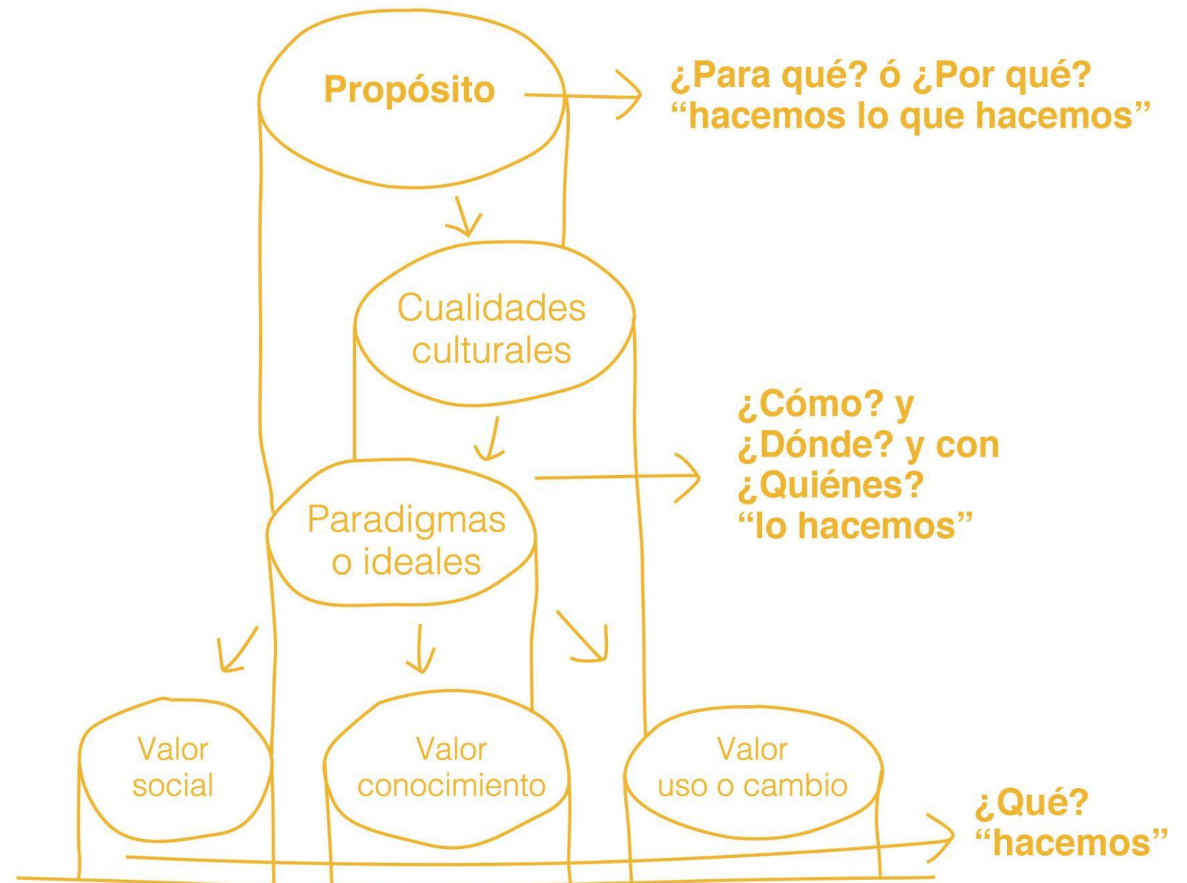 Propósito
¿Para qué? ó ¿Por qué?
“hacemos lo que hacemos”
Cualidades
culturales
¿Cómo? y
¿Dónde? y con
¿Quiénes?
“lo hacemos”
Paradigmas
o ideales
Valor
social
Valor
conocimiento
Valor
uso o cambio
¿Qué?
“hacemos”